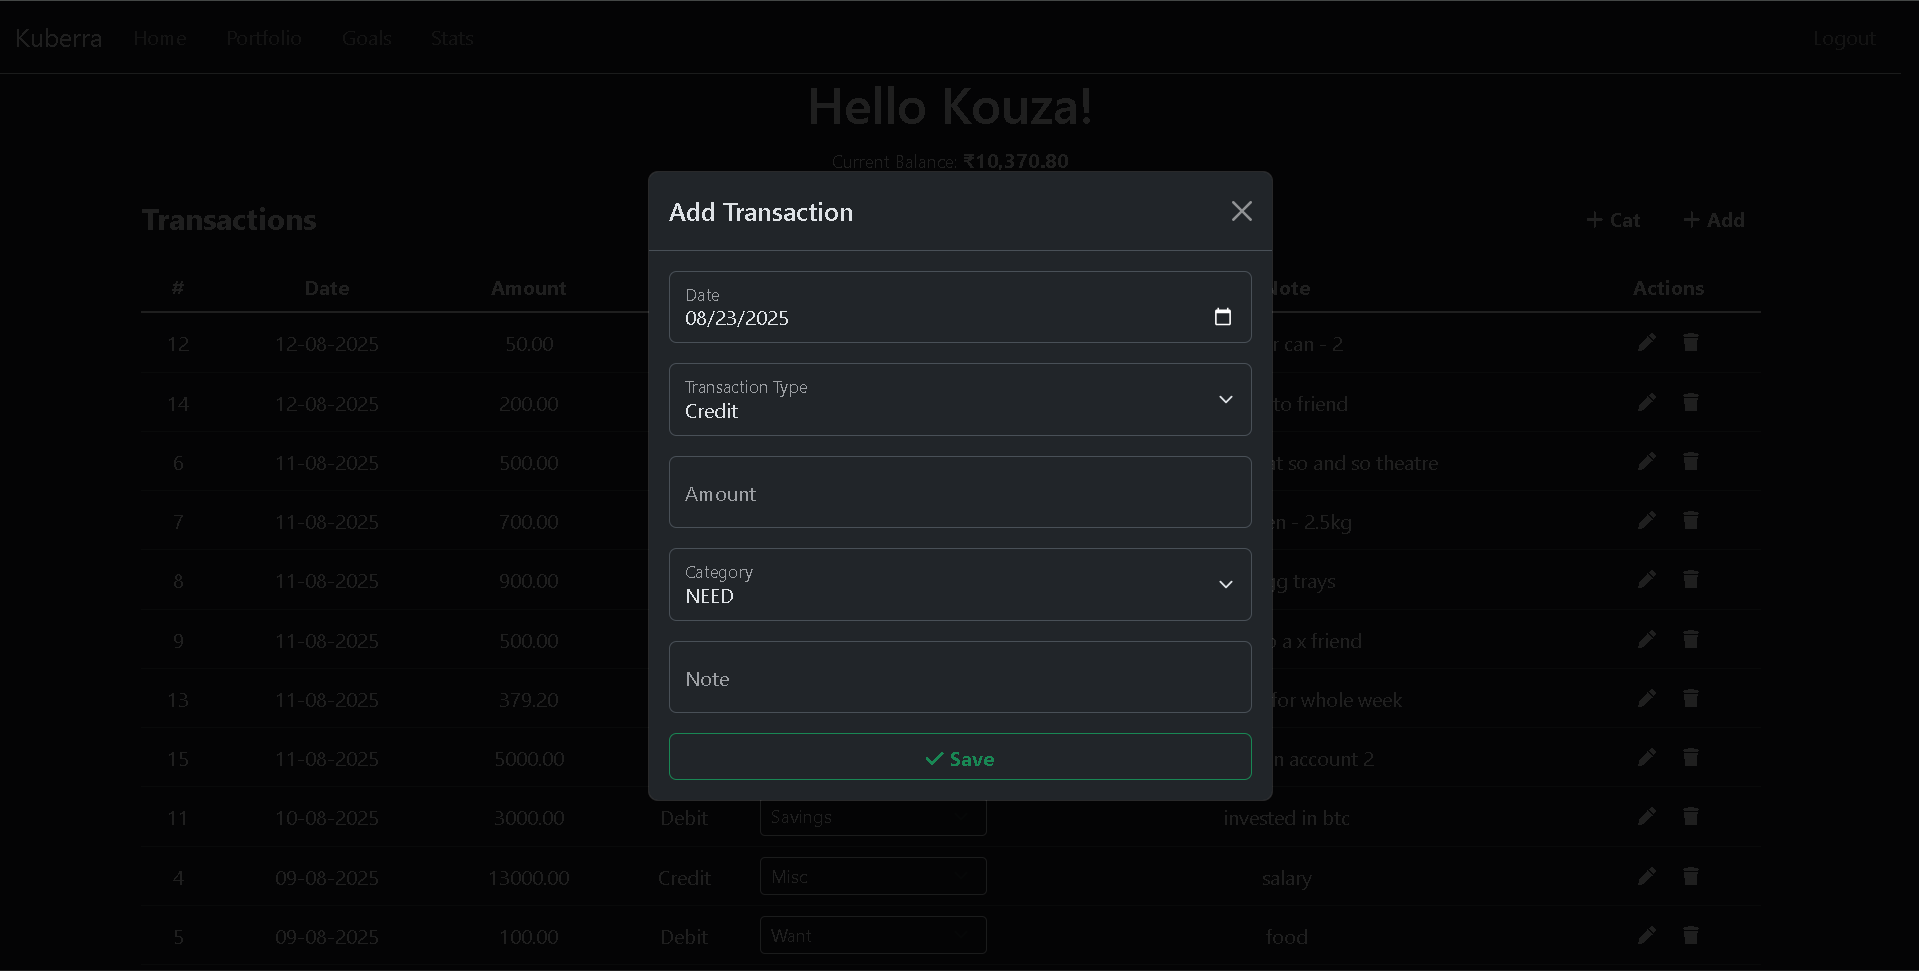 Kuberra Home Portfolio Goals Stats Logout
Hello Kouza!
Current Balance: ₹10,370.80
Transactions + Cat + Add
# Date Amount Note Actions
12 12-08-2025 50.00 can - 2
14 12-08-2025 200.00 to friend
6 11-08-2025 500.00 so and so theatre
7 11-08-2025 700.00 - 2.5kg
8 11-08-2025 900.00 trays
9 11-08-2025 500.00 a x friend
13 11-08-2025 379.20 for whole week
15 11-08-2025 5000.00 account 2
11 10-08-2025 3000.00 Debit Savings invested in btc
4 09-08-2025 13000.00 Credit Misc salary
5 09-08-2025 100.00 Debit Want food
Add Transaction
Date
08/23/2025
Transaction Type
Credit
Amount
Category
NEED
Note
Save